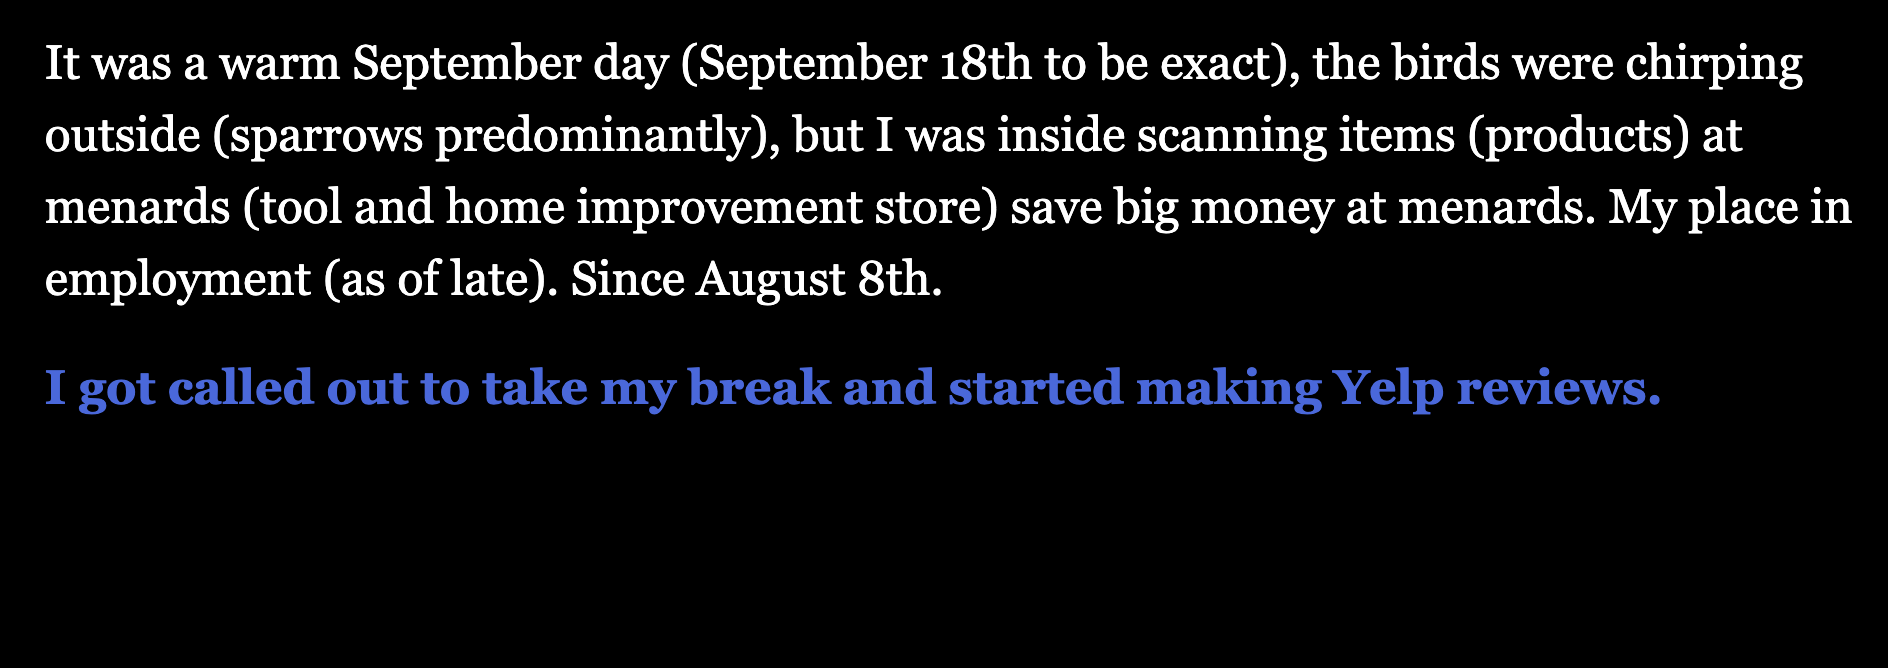 It was a warm September day (September 18th to be exact), the birds were chirping
outside (sparrows predominantly), but I was inside scanning items (products) at
menards (tool and home improvement store) save big money at menards. My place in
employment (as of late). Since August 8th.
I got called out to take my break and started making Yelp reviews.